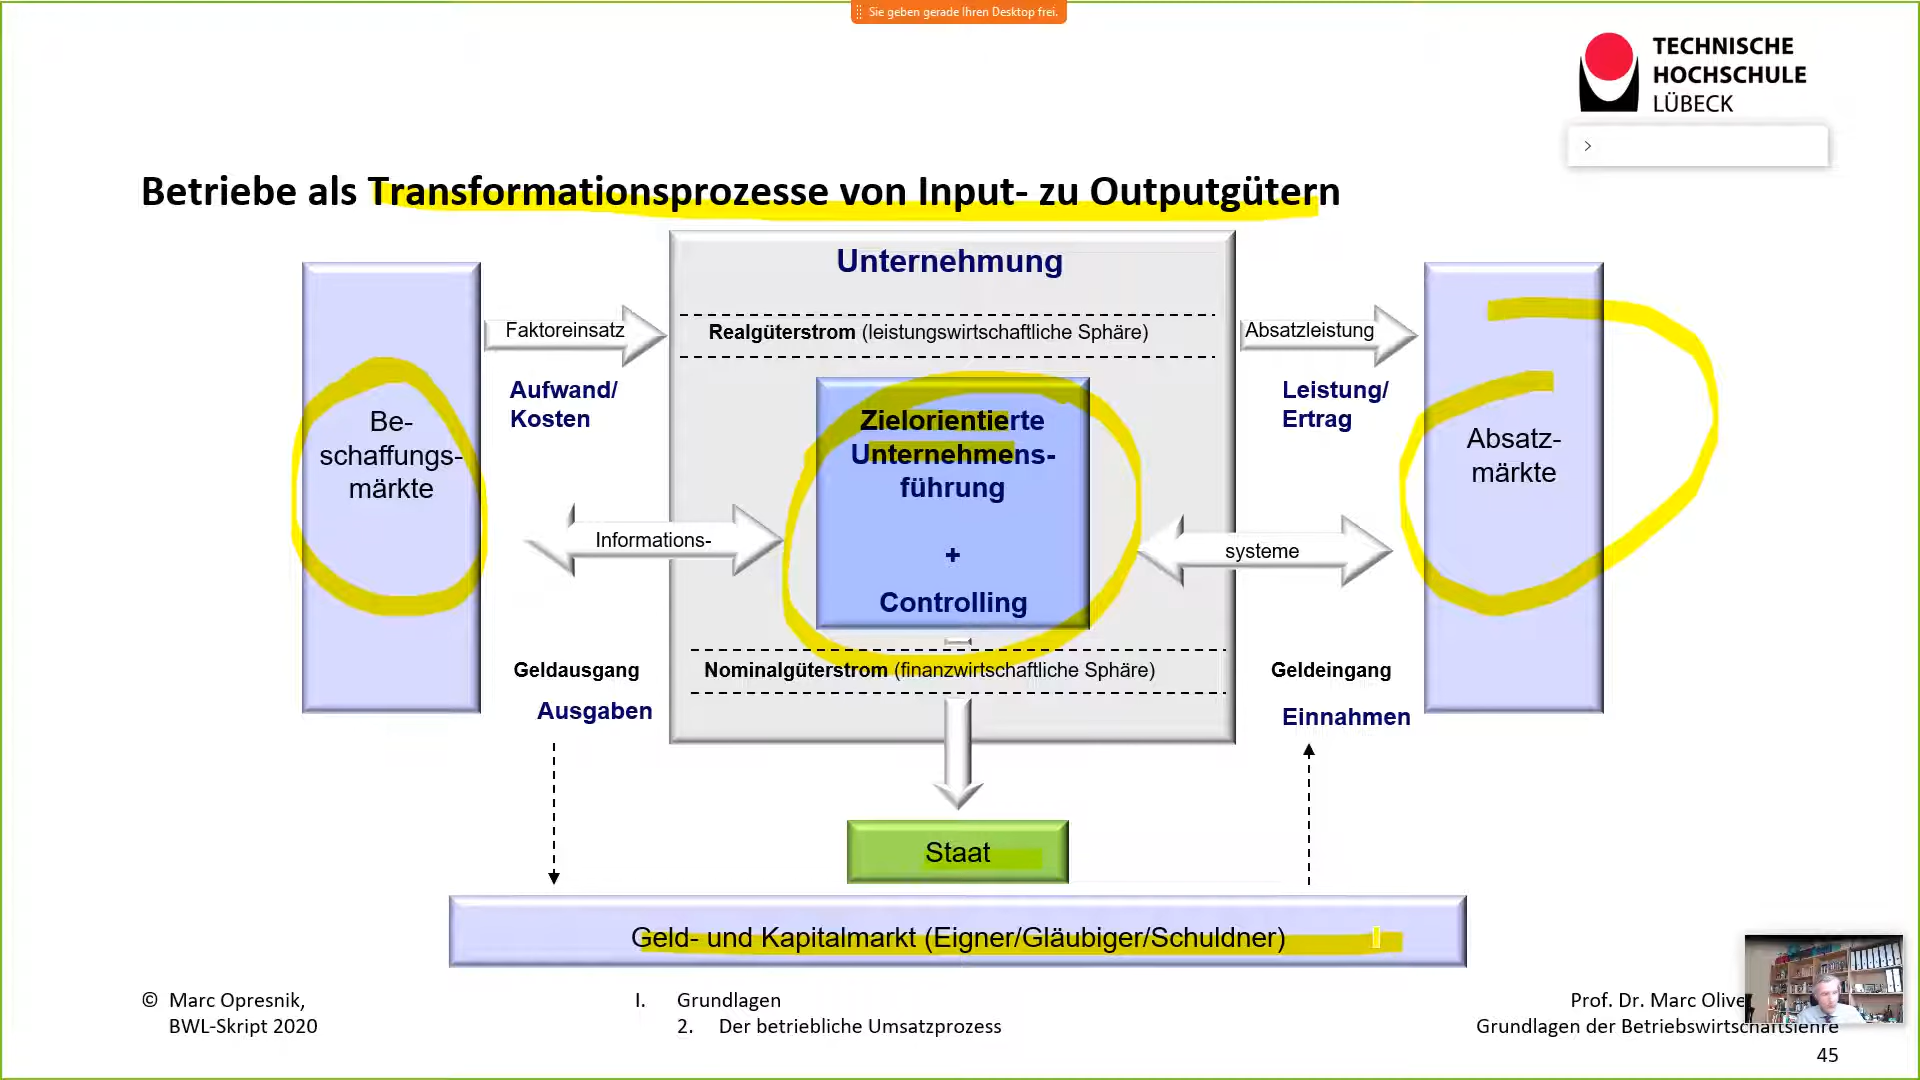 Sie geben gerade Ihren Desktop frei.
TECHNISCHE
HOCHSCHULE
LÜBECK
Betriebe als Transformationsprozesse von Input- zu Outputgütern
Unternehmung
Faktoreinsatz
Realgüterstrom (leistungswirtschaftliche Sphäre)
Absatzleistung
Aufwand/
Kosten
Leistung/
Ertrag
Be-
schaffungs-
märkte
Zielorientierte
Unternehmens-
führung
+
Controlling
Absatz-
märkte
Informations-
systeme
Geldausgang
Nominalgüterstrom (finanzwirtschaftliche Sphäre)
Geldeingang
Ausgaben
Einnahmen
Staat
Geld- und Kapitalmarkt (Eigner/Gläubiger/Schuldner)
© Marc Opresnik,
BWL-Skript 2020
I. Grundlagen
2. Der betriebliche Umsatzprozess
Prof. Dr. Marc Olive
Grundlagen der Betriebswirtschaftslehre
45